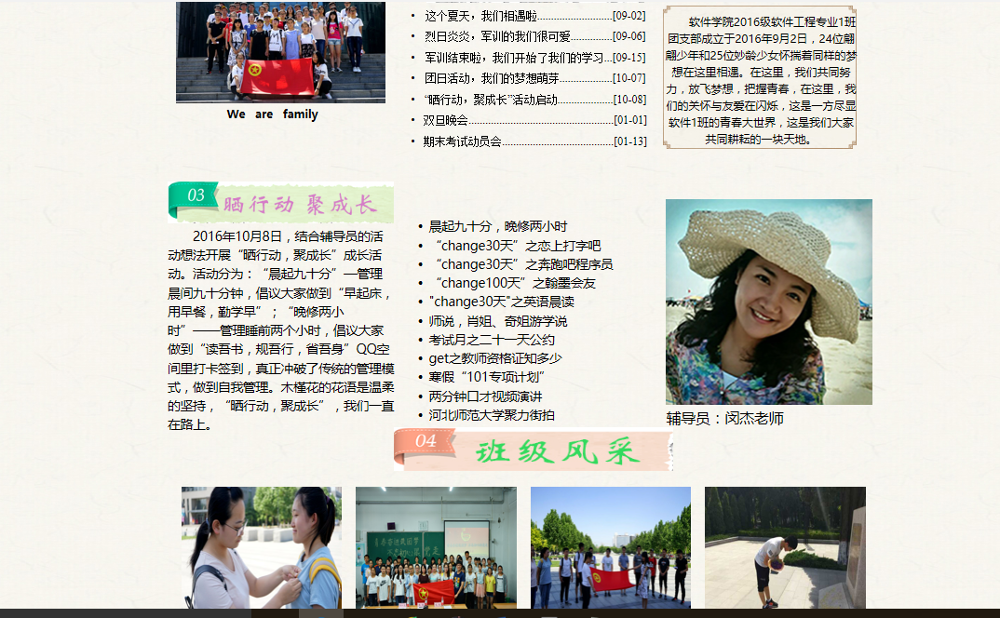 We are family
• 这个夏天，我们相遇啦...........................[09-02]
• 烈日炎炎，军训的我们很可爱...............[09-06]
• 军训结束啦，我们开始了我们的学习...[09-15]
• 团日活动，我们的梦想萌芽...................[10-07]
• “晒行动，聚成长”活动启动....................[10-08]
• 双旦晚会....................................................[01-01]
• 期末考试动员会........................................[01-13]
软件学院2016级软件工程专业1班
团支部成立于2016年9月2日，24位翩
翩少年和25位妙龄少女怀揣着同样的梦
想在这里相遇。在这里，我们共同努
力，放飞梦想，把握青春，在这里，我
们的关怀与友爱在闪烁，这是一方尽显
软件1班的青春大世界，这是我们大家
共同耕耘的一块天地。
03 晒行动 聚成长
2016年10月8日，结合辅导员的活
动想法开展“晒行动，聚成长”成长活
动。活动分为：“晨起九十分”—管理
晨间九十分钟，倡议大家做到“早起床，
用早餐，勤学早”；“晚修两小
时”——管理睡前两个小时，倡议大家
做到“读吾书，规吾行，省吾身”QQ空
间里打卡签到，真正冲破了传统的管理模
式，做到自我管理。木槿花的花语是温柔
的坚持，“晒行动，聚成长”，我们一直
在路上。
• 晨起九十分，晚修两小时
• “change30天”之恋上打字吧
• “change30天”之奔跑吧程序员
• “change100天”之翰墨会友
• "change30天"之英语晨读
• 师说，肖姐、奇姐游学说
• 考试月之二十一天公约
• get之教师资格证知多少
• 寒假“101专项计划”
• 两分钟口才视频演讲
• 河北师范大学聚力街拍
辅导员：闵杰老师
04 班级风采